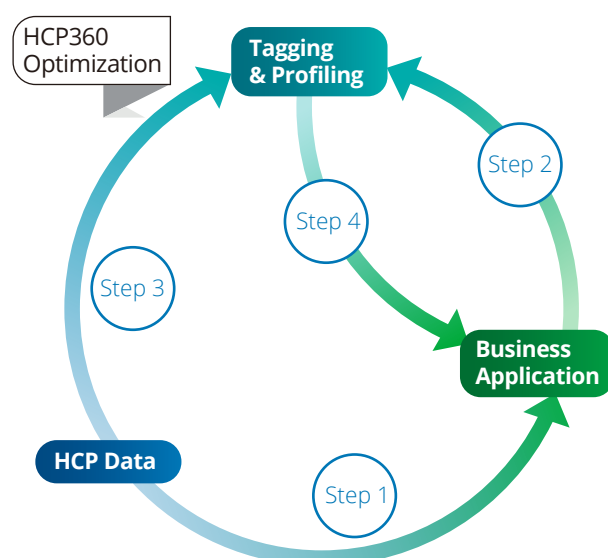 HCP360
Optimization
Tagging
& Profiling
Step 2
Step 4
Step 3
Business
Application
HCP Data
Step 1